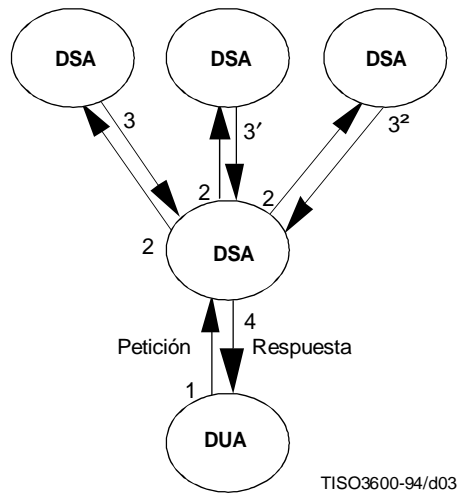 DSA
DSA
DSA
3
3′
3²
2
2
2
DSA
4
Petición
Respuesta
1
DUA
TISO3600-94/d03